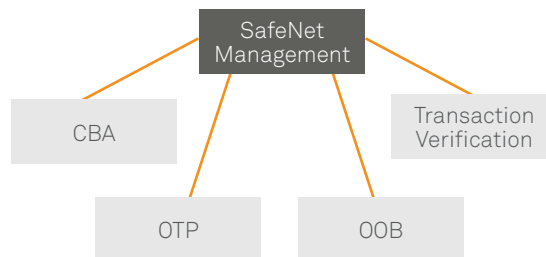 SafeNet
Management
CBA
Transaction
Verification
OTP
OOB